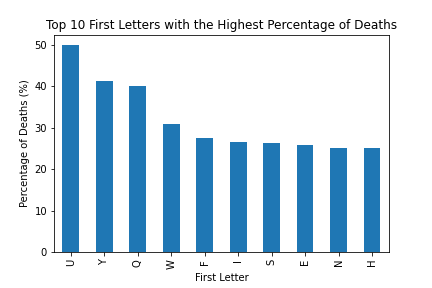 Top 10 First Letters with the Highest Percentage of Deaths
Percentage of Deaths (%)
50
40
30
20
10
0
U Y Q W F I S E N H
First Letter